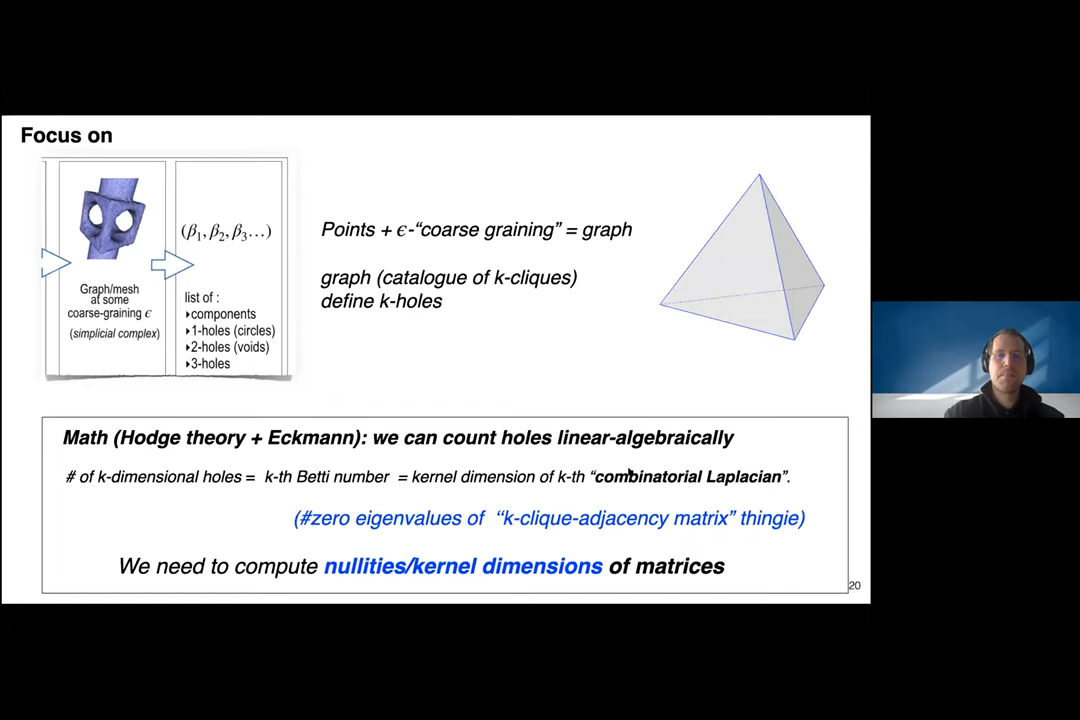 Focus on
(β₁, β₂, β₃…)
Graph/mesh
at some
coarse-graining ϵ
(simplicial complex)
list of :
‣components
‣1-holes (circles)
‣2-holes (voids)
‣3-holes
Points + ϵ-“coarse graining” = graph
graph (catalogue of k-cliques)
define k-holes
Math (Hodge theory + Eckmann): we can count holes linear-algebraically
# of k-dimensional holes = k-th Betti number = kernel dimension of k-th “combinatorial Laplacian”.
(#zero eigenvalues of “k-clique-adjacency matrix” thingie)
We need to compute nullities/kernel dimensions of matrices
20